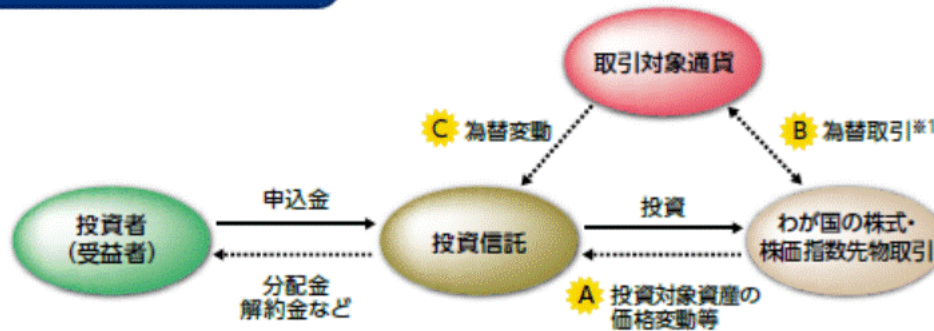 取引対象通貨
C 為替変動
B 為替取引※1
申込金
投資
投資者
(受益者)
投資信託
わが国の株式・
株価指数先物取引
分配金
解約金など
A 投資対象資産の
価格変動等